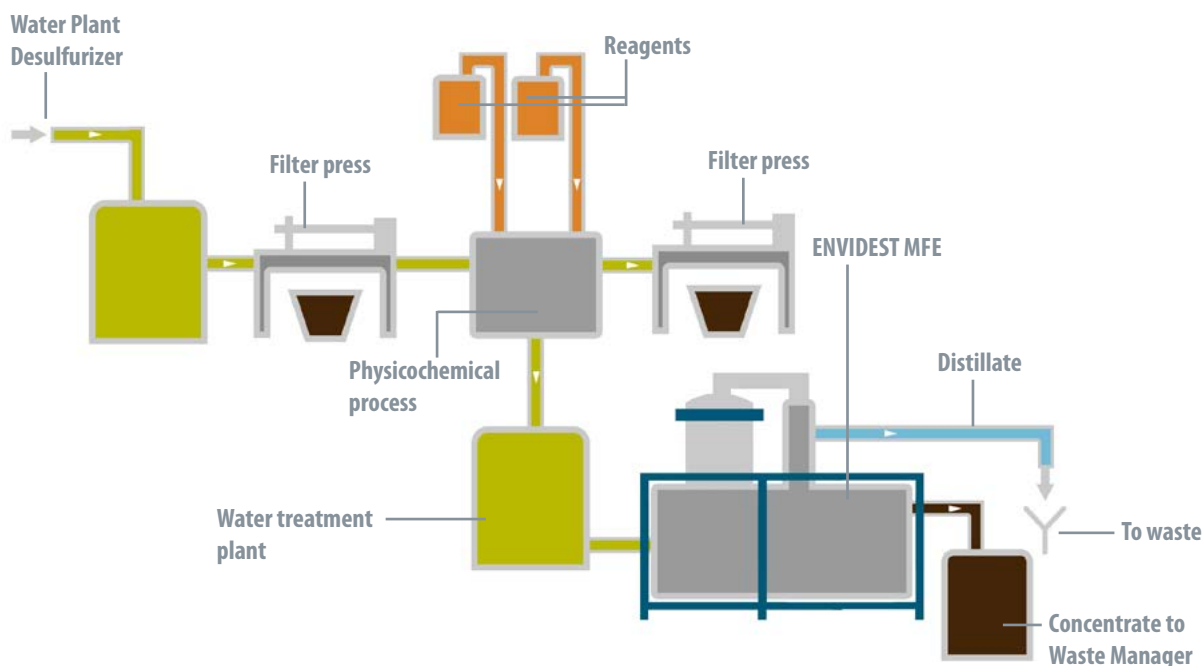 Water Plant
Desulfurizer
Reagents
Filter press
Filter press
ENVIDEST MFE
Physicochemical
process
Distillate
Water treatment
plant
To waste
Concentrate to
Waste Manager